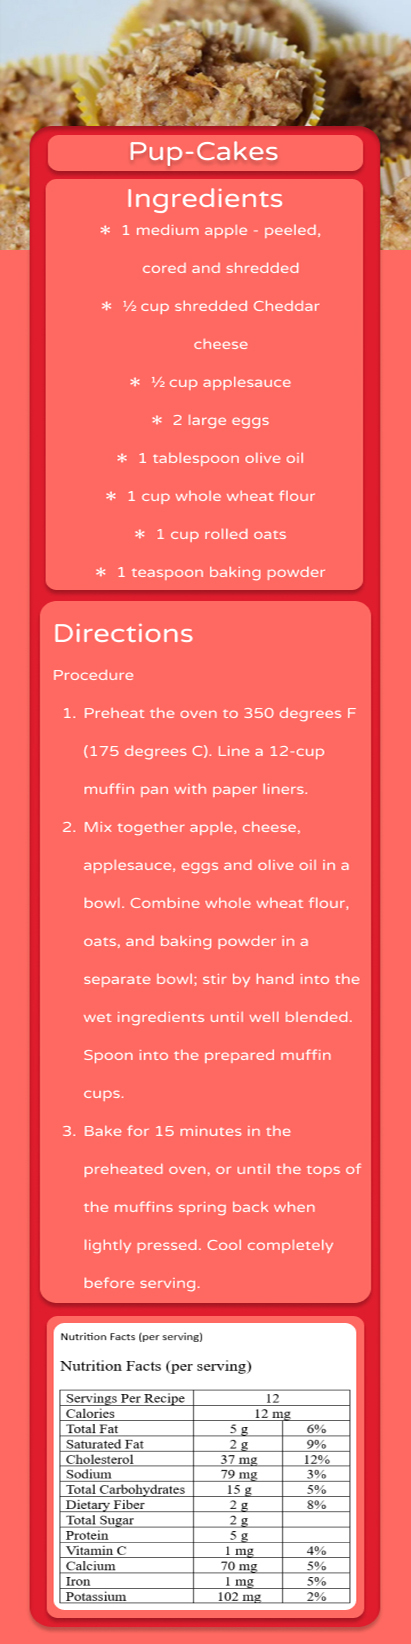 Pup-Cakes
Ingredients
* 1 medium apple - peeled,
cored and shredded
* ½ cup shredded Cheddar
cheese
* ½ cup applesauce
* 2 large eggs
* 1 tablespoon olive oil
* 1 cup whole wheat flour
* 1 cup rolled oats
* 1 teaspoon baking powder
Directions
Procedure
1. Preheat the oven to 350 degrees F
(175 degrees C). Line a 12-cup
muffin pan with paper liners.
2. Mix together apple, cheese,
applesauce, eggs and olive oil in a
bowl. Combine whole wheat flour,
oats, and baking powder in a
separate bowl; stir by hand into the
wet ingredients until well blended.
Spoon into the prepared muffin
cups.
3. Bake for 15 minutes in the
preheated oven, or until the tops of
the muffins spring back when
lightly pressed. Cool completely
before serving.
Nutrition Facts (per serving)
Nutrition Facts (per serving)
Servings Per Recipe 12
Calories 12 mg
Total Fat 5 g 6%
Saturated Fat 2 g 9%
Cholesterol 37 mg 12%
Sodium 79 mg 3%
Total Carbohydrates 15 g 5%
Dietary Fiber 2 g 8%
Total Sugar 2 g
Protein 5 g
Vitamin C 1 mg 4%
Calcium 70 mg 5%
Iron 1 mg 5%
Potassium 102 mg 2%